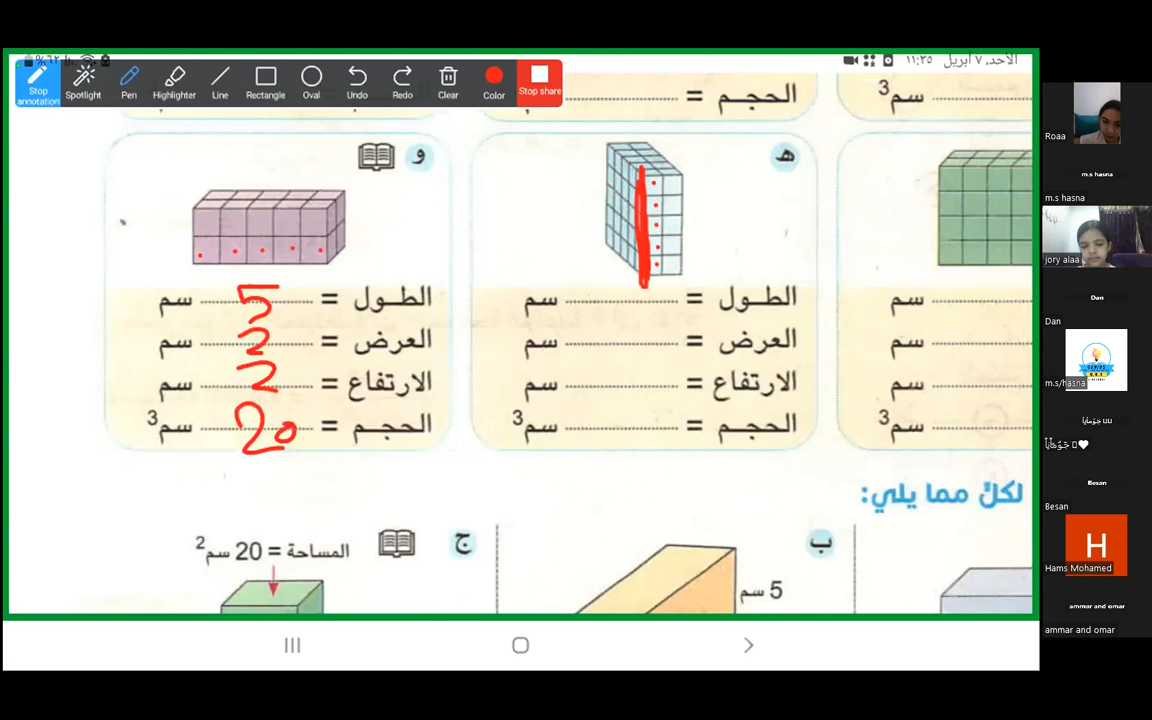 ٦٢٪
الأحد، ٧ أبريل ١١:٣٥
Stop annotation
Spotlight
Pen
Highlighter
Line
Rectangle
Oval
Undo
Redo
Clear
Color
Stop share
سم3
الحجم =
هـ
الطول = سم
العرض = سم
الارتفاع = سم
الحجم = سم3
و
الطول = 5 سم
العرض = 2 سم
الارتفاع = 2 سم
الحجم = 20 سم3
سم
سم
سم
سم3
لكلٍّ مما يلي:
ب
5 سم
ج
المساحة = 20 سم2
Roaa
m.s hasna
m.s hasna
jory alaa
Dan
Dan
m.s/hasna
Besan
Besan
H
Hams Mohamed
ammar and omar
ammar and omar